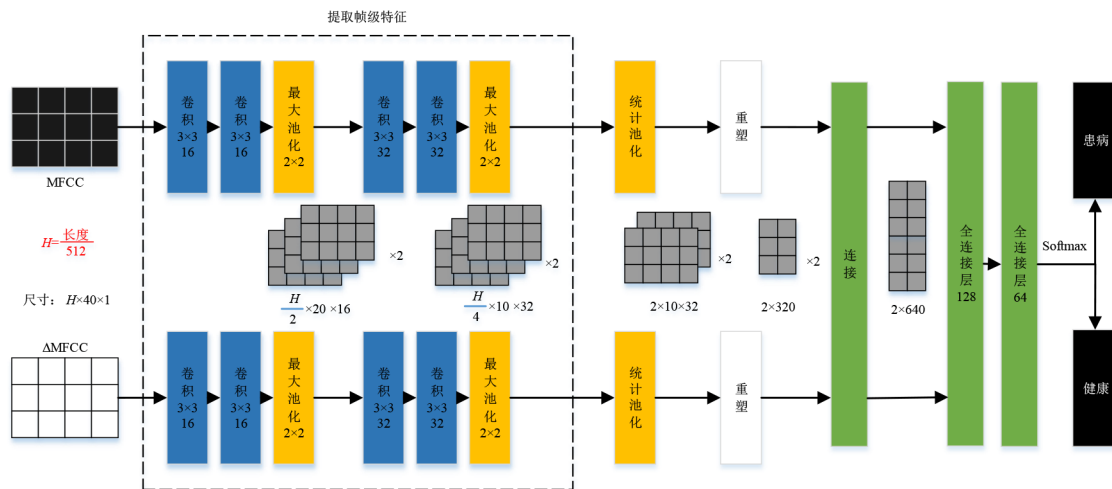 提取帧级特征
MFCC
卷积 3×3 16
卷积 3×3 16
最大池化 2×2
卷积 3×3 32
卷积 3×3 32
最大池化 2×2
统计池化
重塑
连接
全连接层 128
全连接层 64
Softmax
患病
健康
H=长度/512
尺寸： H×40×1
H/2 ×20 ×16
×2
H/4 ×10 ×32
×2
2×10×32
×2
2×320
×2
2×640
ΔMFCC
卷积 3×3 16
卷积 3×3 16
最大池化 2×2
卷积 3×3 32
卷积 3×3 32
最大池化 2×2
统计池化
重塑